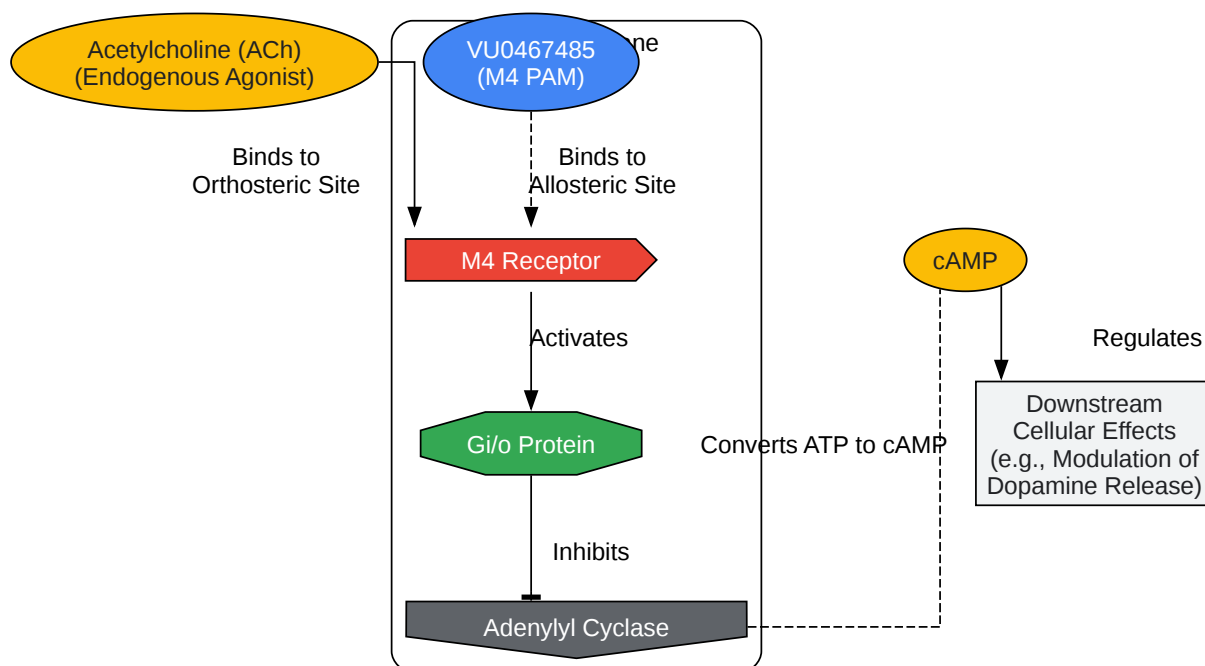 Acetylcholine (ACh)
(Endogenous Agonist)
VU0467485
(M4 PAM)
Binds to
Orthosteric Site
Binds to
Allosteric Site
M4 Receptor
cAMP
Activates
Regulates
Downstream
Cellular Effects
(e.g., Modulation of
Dopamine Release)
Gi/o Protein
Converts ATP to cAMP
Inhibits
Adenylyl Cyclase